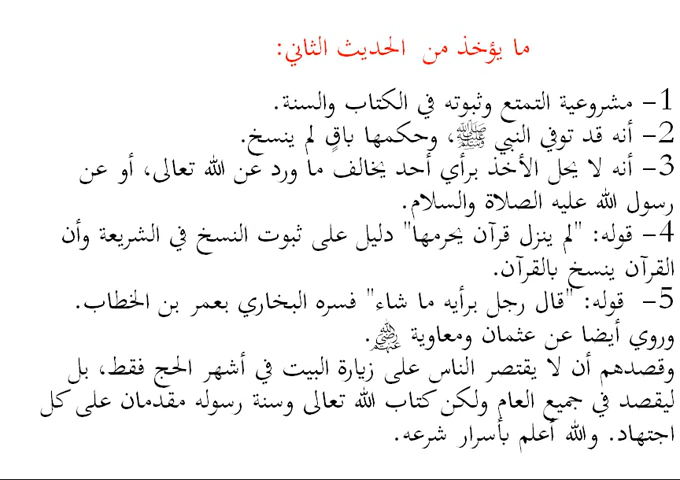 ما يؤخذ من الحديث الثاني:
1- مشروعية التمتع وثبوته في الكتاب والسنة.
2- أنه قد توفي النبي ﷺ، وحكمها باقٍ لم ينسخ.
3- أنه لا يحل الأخذ برأي أحد يخالف ما ورد عن الله تعالى، أو عن
رسول الله عليه الصلاة والسلام.
4- قوله: "لم ينزل قرآن يحرمها" دليل على ثبوت النسخ في الشريعة وأن
القرآن ينسخ بالقرآن.
5- قوله: "قال رجل برأيه ما شاء" فسره البخاري بعمر بن الخطاب.
وروي أيضا عن عثمان ومعاوية رضي الله عنهم.
وقصدهم أن لا يقتصر الناس على زيارة البيت في أشهر الحج فقط، بل
ليقصد في جميع العام ولكن كتاب الله تعالى وسنة رسوله مقدمان على كل
اجتهاد. والله أعلم بأسرار شرعه.